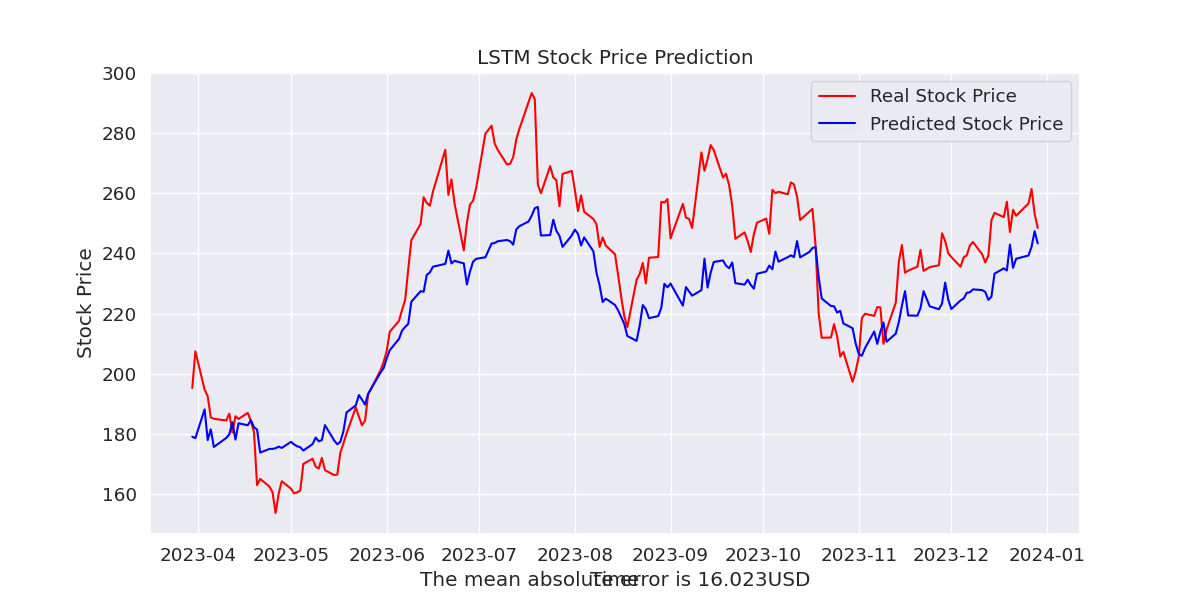 LSTM Stock Price Prediction
300
280
260
240
220
200
180
160
Stock Price
Real Stock Price
Predicted Stock Price
2023-04 2023-05 2023-06 2023-07 2023-08 2023-09 2023-10 2023-11 2023-12 2024-01
Time
The mean absolute error is 16.023USD